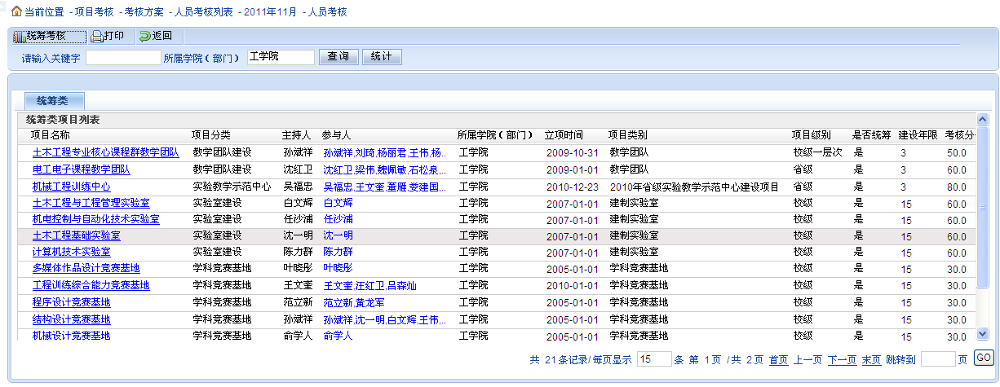 当前位置 - 项目考核 - 考核方案 - 人员考核列表 - 2011年11月 - 人员考核
统筹考核 打印 返回
请输入关键字 所属学院（部门） 工学院 查询 统计
统筹类
统筹类项目列表
项目名称 项目分类 主持人 参与人 所属学院（部门） 立项时间 项目类别 项目级别 是否统筹 建设年限 考核分
土木工程专业核心课程群教学团队 教学团队建设 孙斌祥 孙斌祥,刘琦,杨丽君,王伟,杨... 工学院 2009-10-31 教学团队 校级一层次 是 3 50.0
电工电子课程教学团队 教学团队建设 沈红卫 沈红卫,梁伟,魏佩敏,石松泉,... 工学院 2009-01-01 教学团队 省级 是 3 60.0
机械工程训练中心 实验教学示范中心 吴福忠 吴福忠,王文奎,董雁,娄建国,... 工学院 2010-12-23 2010年省级实验教学示范中心建设项目 省级 是 3 80.0
土木工程与工程管理实验室 实验室建设 白文辉 白文辉 工学院 2007-01-01 建制实验室 校级 是 15 60.0
机电控制与自动化技术实验室 实验室建设 任沙浦 任沙浦 工学院 2007-01-01 建制实验室 校级 是 15 60.0
土木工程基础实验室 实验室建设 沈一明 沈一明 工学院 2007-01-01 建制实验室 校级 是 15 60.0
计算机技术实验室 实验室建设 陈力群 陈力群 工学院 2007-01-01 建制实验室 校级 是 15 60.0
多媒体作品设计竞赛基地 学科竞赛基地 叶晓彤 叶晓彤 工学院 2005-01-01 学科竞赛基地 校级 是 15 30.0
工程训练综合能力竞赛基地 学科竞赛基地 王文奎 王文奎,汪红卫,吕森灿 工学院 2010-01-01 学科竞赛基地 校级 是 15 30.0
程序设计竞赛基地 学科竞赛基地 范立新 范立新,黄龙军 工学院 2005-01-01 学科竞赛基地 校级 是 15 30.0
结构设计竞赛基地 学科竞赛基地 孙斌祥 孙斌祥,沈一明,白文辉,王伟... 工学院 2005-01-01 学科竞赛基地 校级 是 15 30.0
机械设计竞赛基地 学科竞赛基地 俞学人 俞学人 工学院 2005-01-01 学科竞赛基地 校级 是 15 30.0
共 21条记录/每页显示 15 条 第 1页 /共 2页 首页 上一页 下一页 末页 跳转到 页 GO